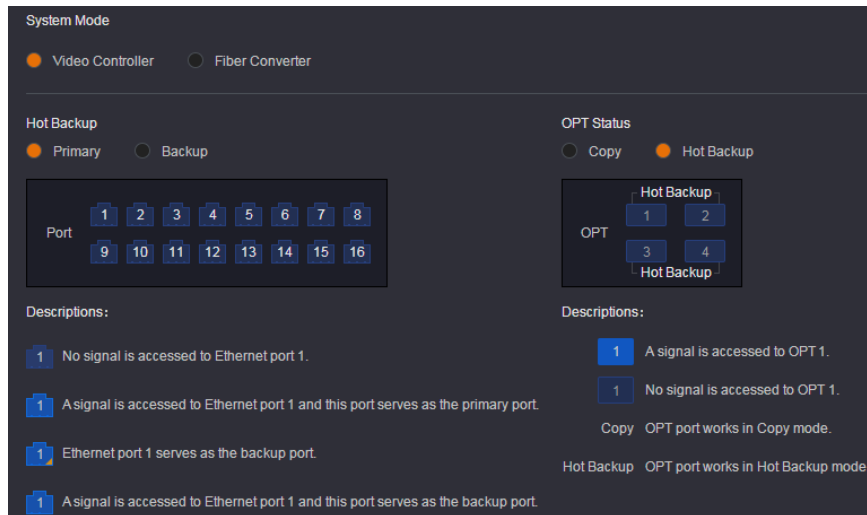 System Mode
Video Controller Fiber Converter
Hot Backup
Primary Backup
Port
1 2 3 4 5 6 7 8
9 10 11 12 13 14 15 16
Descriptions:
1 No signal is accessed to Ethernet port 1.
1 A signal is accessed to Ethernet port 1 and this port serves as the primary port.
1 Ethernet port 1 serves as the backup port.
1 A signal is accessed to Ethernet port 1 and this port serves as the backup port.
OPT Status
Copy Hot Backup
Hot Backup
1 2
OPT
3 4
Hot Backup
Descriptions:
1 A signal is accessed to OPT 1.
1 No signal is accessed to OPT 1.
Copy OPT port works in Copy mode.
Hot Backup OPT port works in Hot Backup mode